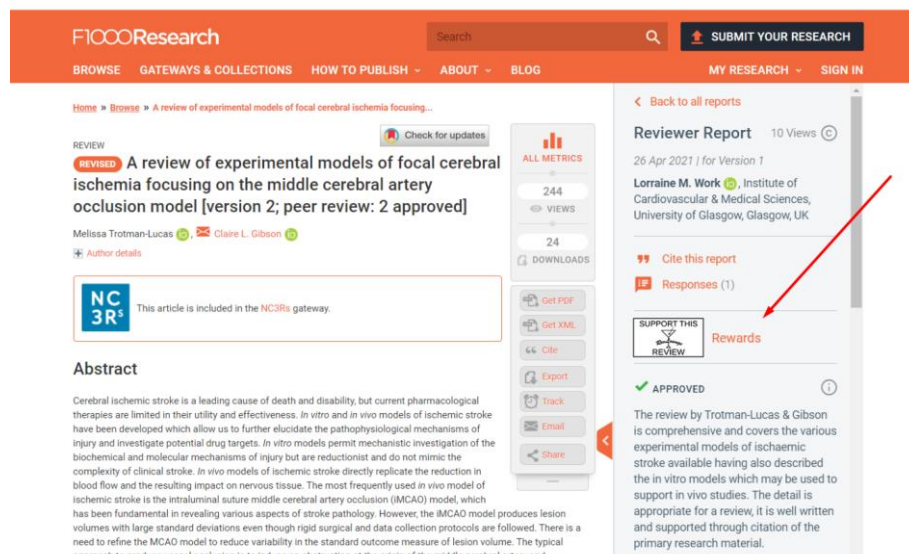 F1000Research
Search
SUBMIT YOUR RESEARCH
BROWSE GATEWAYS & COLLECTIONS HOW TO PUBLISH ABOUT BLOG
MY RESEARCH SIGN IN
Home » Browse » A review of experimental models of focal cerebral ischemia focusing...
Check for updates
REVIEW
REVISED A review of experimental models of focal cerebral
ischemia focusing on the middle cerebral artery
occlusion model [version 2; peer review: 2 approved]
Melissa Trotman-Lucas iD, Claire L. Gibson iD
Author details
NC
3Rs
This article is included in the NC3Rs gateway.
Abstract
Cerebral ischemic stroke is a leading cause of death and disability, but current pharmacological
therapies are limited in their utility and effectiveness. In vitro and in vivo models of ischemic stroke
have been developed which allow us to further elucidate the pathophysiological mechanisms of
injury and investigate potential drug targets. In vitro models permit mechanistic investigation of the
biochemical and molecular mechanisms of injury but are reductionist and do not mimic the
complexity of clinical stroke. In vivo models of ischemic stroke directly replicate the reduction in
blood flow and the resulting impact on nervous tissue. The most frequently used in vivo model of
ischemic stroke is the intraluminal suture middle cerebral artery occlusion (iMCAO) model, which
has been fundamental in revealing various aspects of stroke pathology. However, the iMCAO model produces lesion
volumes with large standard deviations even though rigid surgical and data collection protocols are followed. There is a
need to refine the MCAO model to reduce variability in the standard outcome measure of lesion volume. The typical
ALL METRICS
244
VIEWS
24
DOWNLOADS
Get PDF
Get XML
Cite
Export
Track
Email
Share
Back to all reports
Reviewer Report 10 Views
26 Apr 2021 | for Version 1
Lorraine M. Work iD, Institute of
Cardiovascular & Medical Sciences,
University of Glasgow, Glasgow, UK
Cite this report
Responses (1)
SUPPORT THIS
REVIEW
Rewards
APPROVED
The review by Trotman-Lucas & Gibson
is comprehensive and covers the various
experimental models of ischaemic
stroke available having also described
the in vitro models which may be used to
support in vivo studies. The detail is
appropriate for a review, it is well written
and supported through citation of the
primary research material.